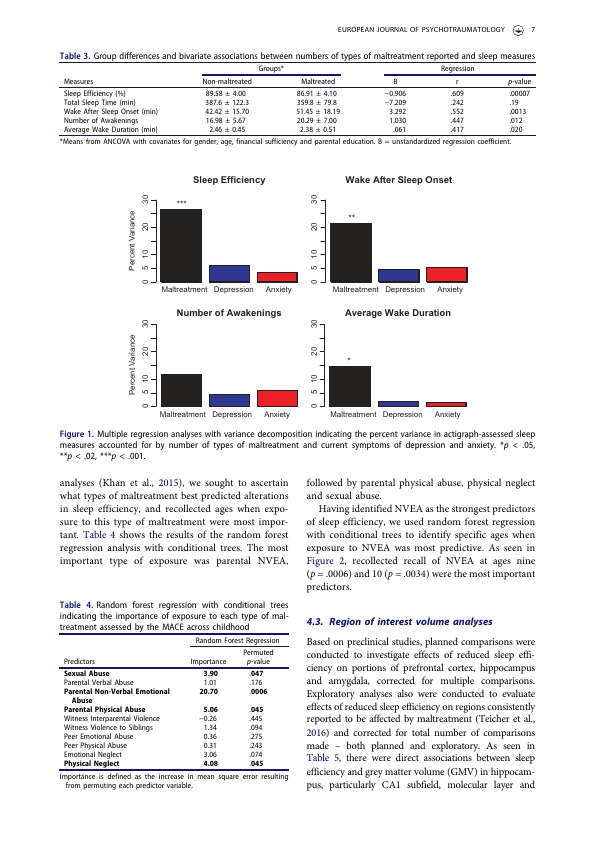 EUROPEAN JOURNAL OF PSYCHOTRAUMATOLOGY 7
Table 3. Group differences and bivariate associations between numbers of types of maltreatment reported and sleep measures
Groups* Regression
Measures Non-maltreated Maltreated B r p-value
Sleep Efficiency (%) 89.58 ± 4.00 86.91 ± 4.10 −0.906 .609 .00007
Total Sleep Time (min) 387.6 ± 122.3 359.8 ± 79.8 −7.209 .242 .19
Wake After Sleep Onset (min) 42.42 ± 15.70 51.45 ± 18.19 3.292 .552 .0013
Number of Awakenings 16.98 ± 5.67 20.29 ± 7.00 1.030 .447 .012
Average Wake Duration (min) 2.46 ± 0.45 2.38 ± 0.51 .061 .417 .020
*Means from ANCOVA with covariates for gender, age, financial sufficiency and parental education. B = unstandardized regression coefficient.
Sleep Efficiency
Percent Variance
0 5 10 20 30
***
Maltreatment Depression Anxiety
Wake After Sleep Onset
0 5 10 20 30
**
Maltreatment Depression Anxiety
Number of Awakenings
Percent Variance
0 5 10 20 30
Maltreatment Depression Anxiety
Average Wake Duration
0 5 10 20 30
*
Maltreatment Depression Anxiety
Figure 1. Multiple regression analyses with variance decomposition indicating the percent variance in actigraph-assessed sleep
measures accounted for by number of types of maltreatment and current symptoms of depression and anxiety. *p < .05,
**p < .02, ***p < .001.
analyses (Khan et al., 2015), we sought to ascertain
what types of maltreatment best predicted alterations
in sleep efficiency, and recollected ages when expo-
sure to this type of maltreatment were most impor-
tant. Table 4 shows the results of the random forest
regression analysis with conditional trees. The most
important type of exposure was parental NVEA,
Table 4. Random forest regression with conditional trees
indicating the importance of exposure to each type of mal-
treatment assessed by the MACE across childhood
Random Forest Regression
Predictors Importance Permuted p-value
Sexual Abuse 3.90 .047
Parental Verbal Abuse 1.01 .176
Parental Non-Verbal Emotional 20.70 .0006
Abuse
Parental Physical Abuse 5.06 .045
Witness Interparental Violence −0.26 .445
Witness Violence to Siblings 1.34 .094
Peer Emotional Abuse 0.36 .275
Peer Physical Abuse 0.31 .243
Emotional Neglect 3.06 .074
Physical Neglect 4.08 .045
Importance is defined as the increase in mean square error resulting
from permuting each predictor variable.
followed by parental physical abuse, physical neglect
and sexual abuse.
Having identified NVEA as the strongest predictors
of sleep efficiency, we used random forest regression
with conditional trees to identify specific ages when
exposure to NVEA was most predictive. As seen in
Figure 2, recollected recall of NVEA at ages nine
(p = .0006) and 10 (p = .0034) were the most important
predictors.
4.3. Region of interest volume analyses
Based on preclinical studies, planned comparisons were
conducted to investigate effects of reduced sleep effi-
ciency on portions of prefrontal cortex, hippocampus
and amygdala, corrected for multiple comparisons.
Exploratory analyses also were conducted to evaluate
effects of reduced sleep efficiency on regions consistently
reported to be affected by maltreatment (Teicher et al.,
2016) and corrected for total number of comparisons
made – both planned and exploratory. As seen in
Table 5, there were direct associations between sleep
efficiency and grey matter volume (GMV) in hippocam-
pus, particularly CA1 subfield, molecular layer and